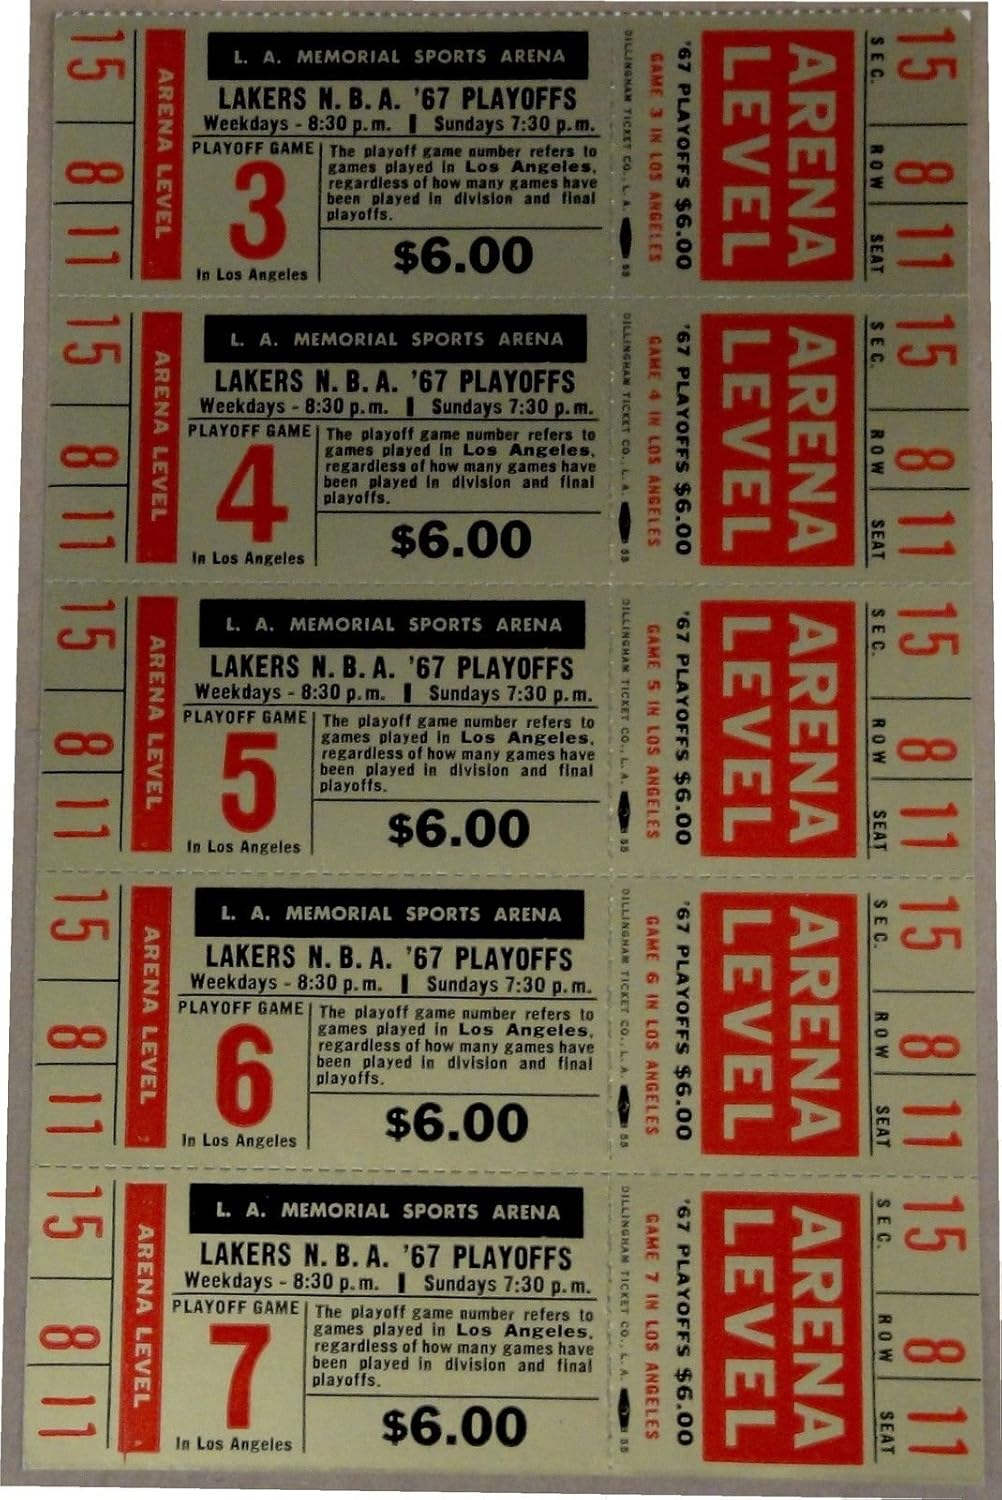 15
8
11
ARENA LEVEL
L. A. MEMORIAL SPORTS ARENA
LAKERS N.B.A. '67 PLAYOFFS
Weekdays - 8:30 p.m. | Sundays 7:30 p.m.
PLAYOFF GAME
3
In Los Angeles
The playoff game number refers to
games played in Los Angeles,
regardless of how many games have
been played in division and final
playoffs.
$6.00
DILLINGHAM TICKET CO., L. A. 55
GAME 3 IN LOS ANGELES
'67 PLAYOFFS $6.00
ARENA
LEVEL
SEC. ROW SEAT
15 8 11
15
8
11
ARENA LEVEL
L. A. MEMORIAL SPORTS ARENA
LAKERS N.B.A. '67 PLAYOFFS
Weekdays - 8:30 p.m. | Sundays 7:30 p.m.
PLAYOFF GAME
4
In Los Angeles
The playoff game number refers to
games played in Los Angeles,
regardless of how many games have
been played in division and final
playoffs.
$6.00
DILLINGHAM TICKET CO., L. A. 55
GAME 4 IN LOS ANGELES
'67 PLAYOFFS $6.00
ARENA
LEVEL
SEC. ROW SEAT
15 8 11
15
8
11
ARENA LEVEL
L. A. MEMORIAL SPORTS ARENA
LAKERS N.B.A. '67 PLAYOFFS
Weekdays - 8:30 p.m. | Sundays 7:30 p.m.
PLAYOFF GAME
5
In Los Angeles
The playoff game number refers to
games played in Los Angeles,
regardless of how many games have
been played in division and final
playoffs.
$6.00
DILLINGHAM TICKET CO., L. A. 55
GAME 5 IN LOS ANGELES
'67 PLAYOFFS $6.00
ARENA
LEVEL
SEC. ROW SEAT
15 8 11
15
8
11
ARENA LEVEL
L. A. MEMORIAL SPORTS ARENA
LAKERS N.B.A. '67 PLAYOFFS
Weekdays - 8:30 p.m. | Sundays 7:30 p.m.
PLAYOFF GAME
6
In Los Angeles
The playoff game number refers to
games played in Los Angeles,
regardless of how many games have
been played in division and final
playoffs.
$6.00
DILLINGHAM TICKET CO., L. A. 55
GAME 6 IN LOS ANGELES
'67 PLAYOFFS $6.00
ARENA
LEVEL
SEC. ROW SEAT
15 8 11
15
8
11
ARENA LEVEL
L. A. MEMORIAL SPORTS ARENA
LAKERS N.B.A. '67 PLAYOFFS
Weekdays - 8:30 p.m. | Sundays 7:30 p.m.
PLAYOFF GAME
7
In Los Angeles
The playoff game number refers to
games played in Los Angeles,
regardless of how many games have
been played in division and final
playoffs.
$6.00
DILLINGHAM TICKET CO., L. A. 55
GAME 7 IN LOS ANGELES
'67 PLAYOFFS $6.00
ARENA
LEVEL
SEC. ROW SEAT
15 8 11